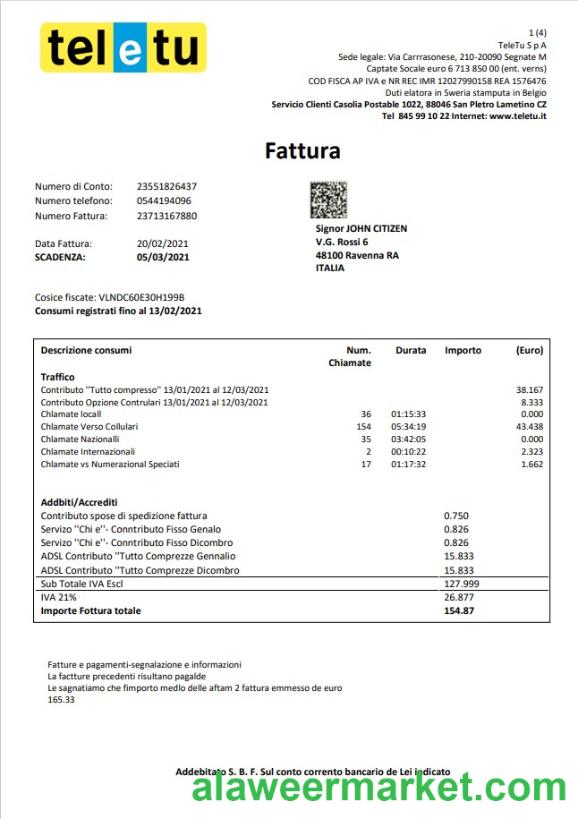 teletu
1 (4)
TeleTu S p A
Sede legale: Via Carrrasonese, 210-20090 Segnate M
Captate Socale euro 6 713 850 00 (ent. verns)
COD FISCA AP IVA e NR REC IMR 12027990158 REA 1576476
Duti elatora in Sweria stamputa in Belgio
Servicio Clienti Casolia Postable 1022, 88046 San Pletro Lametino CZ
Tel 845 99 10 22 Internet: www.teletu.it
Fattura
Numero di Conto: 23551826437
Numero telefono: 0544194096
Numero Fattura: 23713167880
Data Fattura: 20/02/2021
SCADENZA: 05/03/2021
Signor JOHN CITIZEN
V.G. Rossi 6
48100 Ravenna RA
ITALIA
Cosice fiscate: VLNDC60E30H199B
Consumi registrati fino al 13/02/2021
Descrizione consumi Num. Chiamate Durata Importo (Euro)
Traffico
Contributo "Tutto compresso" 13/01/2021 al 12/03/2021 38.167
Contributo Opzione Contrulari 13/01/2021 al 12/03/2021 8.333
Chlamate locall 36 01:15:33 0.000
Chlamate Verso Collulari 154 05:34:19 43.438
Chlamate Nazionalli 35 03:42:05 0.000
Chlamate Internazionali 2 00:10:22 2.323
Chlamate vs Numerazional Speciati 17 01:17:32 1.662
Addbiti/Accrediti
Contributo spose di spedizione fattura 0.750
Servizo "Chi e"- Conntributo Fisso Genalo 0.826
Servizo "Chi e"- Conntributo Fisso Dicombro 0.826
ADSL Contributo "Tutto Comprezze Gennalio 15.833
ADSL Contributo "Tutto Comprezze Dicombro 15.833
Sub Totale IVA Escl 127.999
IVA 21% 26.877
Importe Fottura totale 154.87
Fatture e pagamenti-segnalazione e informazioni
La factture precedenti risultano pagalde
Le sagnatiamo che fimporto medlo delle aftam 2 fattura emmesso de euro
165.33
Addebitato S. B. F. Sul conto corrento bancario de Lei indicato
alaweermarket.com